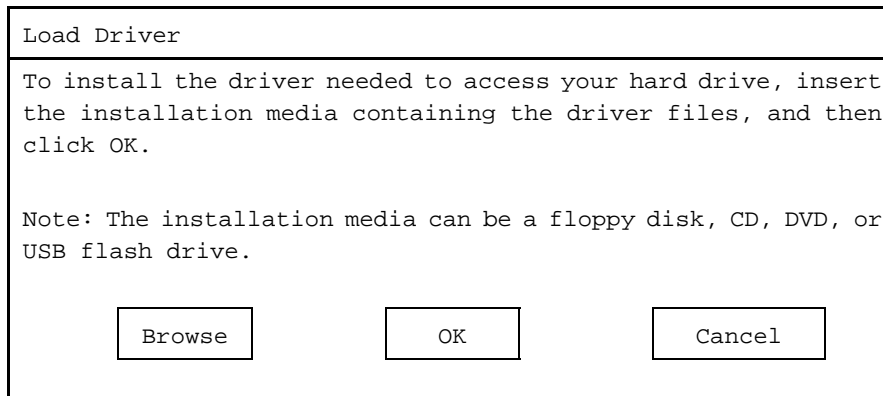 Load Driver
To install the driver needed to access your hard drive, insert
the installation media containing the driver files, and then
click OK.
Note: The installation media can be a floppy disk, CD, DVD, or
USB flash drive.
Browse OK Cancel